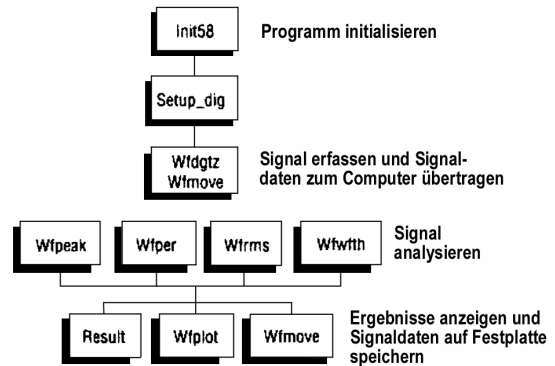 Init58
Programm initialisieren
Setup_dig
Wfdgtz
Wfmove
Signal erfassen und Signal-
daten zum Computer übertragen
Wfpeak
Wfper
Wfrms
Wfwfth
Signal
analysieren
Result
Wfplot
Wfmove
Ergebnisse anzeigen und
Signaldaten auf Festplatte
speichern